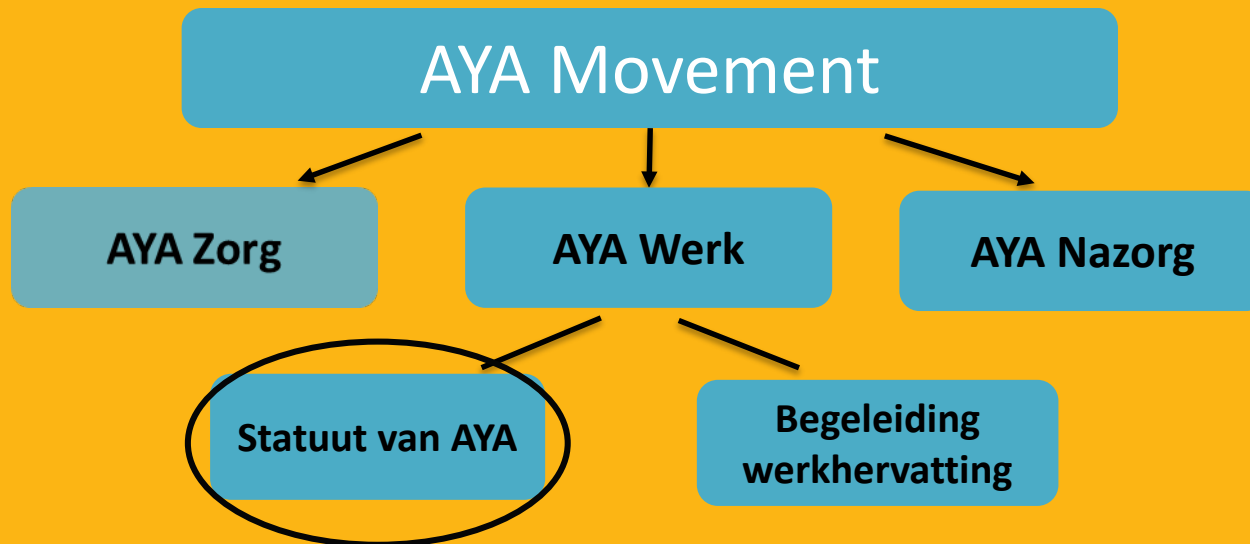 AYA Movement
AYA Zorg
AYA Werk
AYA Nazorg
Statuut van AYA
Begeleiding
werkhervatting